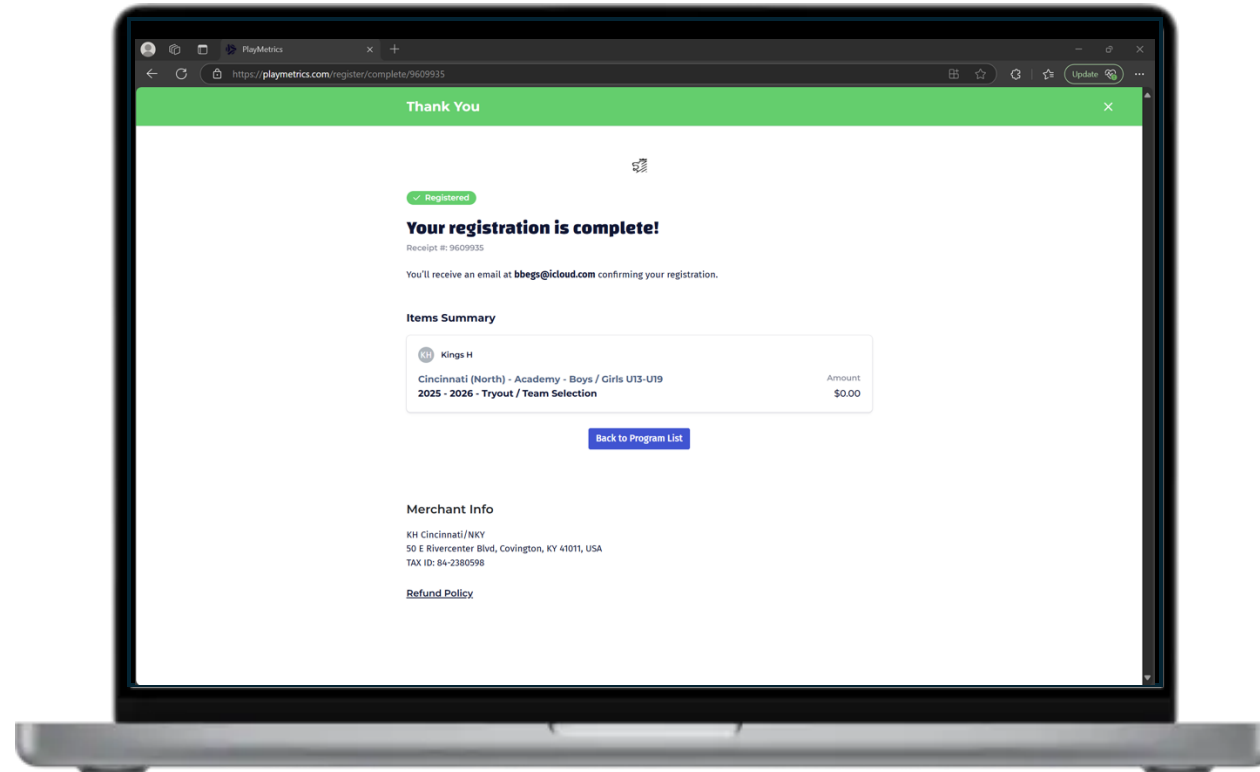 PlayMetrics
https://playmetrics.com/register/complete/9609935
Update
Thank You
Registered
Your registration is complete!
Receipt #: 9609935
You'll receive an email at bbegs@icloud.com confirming your registration.
Items Summary
KH Kings H
Cincinnati (North) - Academy - Boys / Girls U13-U19
Amount
2025 - 2026 - Tryout / Team Selection
$0.00
Back to Program List
Merchant Info
KH Cincinnati/NKY
50 E Rivercenter Blvd, Covington, KY 41011, USA
TAX ID: 84-2380598
Refund Policy